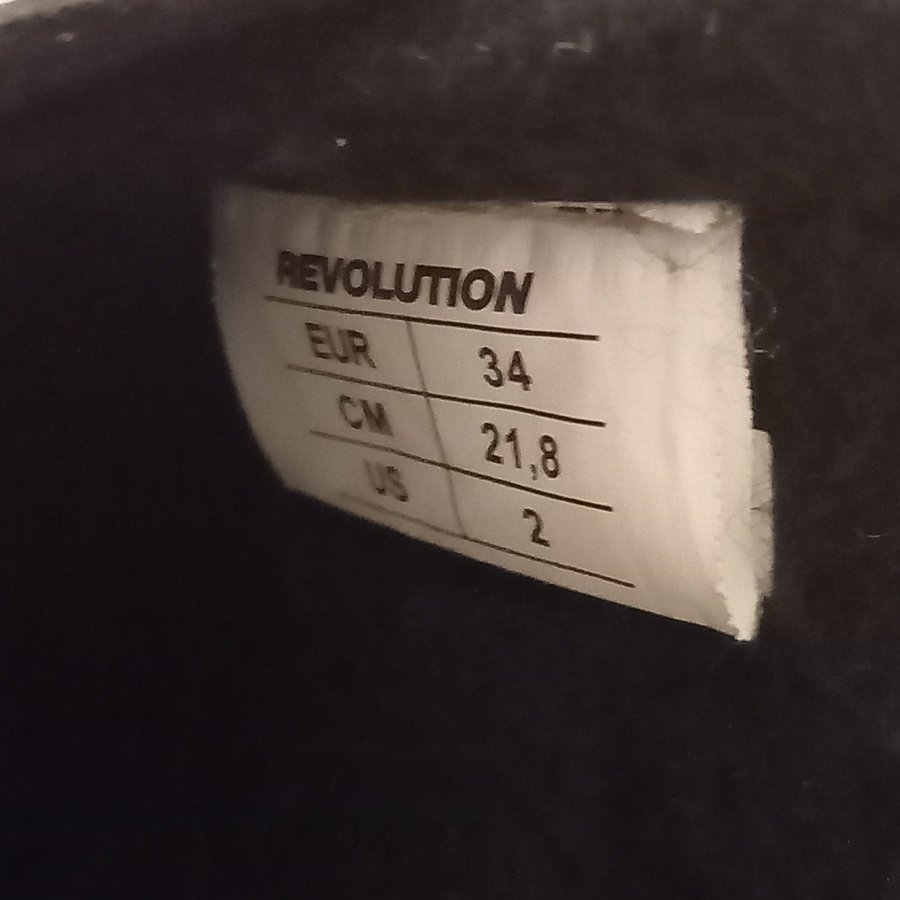 REVOLUTION
EUR 34
CM 21,8
US 2